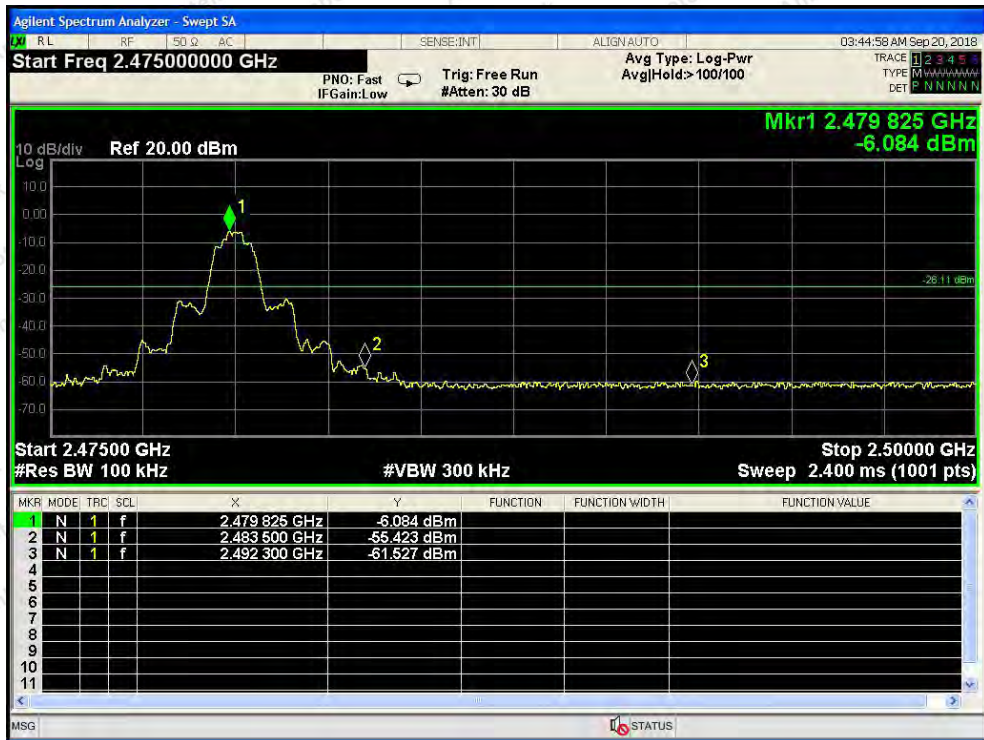 Agilent Spectrum Analyzer - Swept SA
LXI RL RF 50 Ω AC SENSE:INT ALIGN AUTO 03:44:58 AM Sep 20, 2018
Start Freq 2.475000000 GHz
PNO: Fast
IFGain:Low
Trig: Free Run
#Atten: 30 dB
Avg Type: Log-Pwr
Avg|Hold:> 100/100
TRACE 1 2 3 4 5 6
TYPE M
DET P N N N N N
Mkr1 2.479 825 GHz
-6.084 dBm
10 dB/div Ref 20.00 dBm
Log
10.0
0.00
-10.0
-20.0
-30.0
-40.0
-50.0
-60.0
-70.0
1
2
3
-26.11 dBm
Start 2.47500 GHz Stop 2.50000 GHz
#Res BW 100 kHz #VBW 300 kHz Sweep 2.400 ms (1001 pts)
MKR MODE TRC SCL X Y FUNCTION FUNCTION WIDTH FUNCTION VALUE
1 N 1 f 2.479 825 GHz -6.084 dBm
2 N 1 f 2.483 500 GHz -55.423 dBm
3 N 1 f 2.492 300 GHz -61.527 dBm
4
5
6
7
8
9
10
11
MSG STATUS